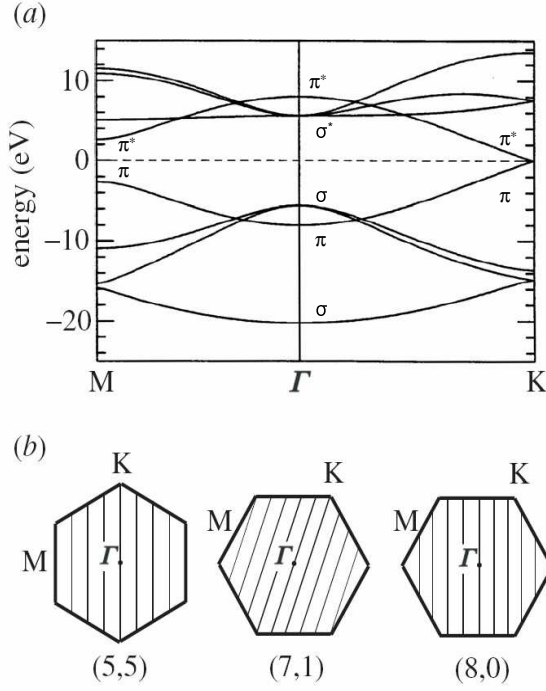 (a)
10
0
−10
−20
energy (eV)
π*
σ*
π*
π
σ
π
σ
π*
π
M Γ K
(b)
K K K
M Γ M Γ M Γ
(5,5) (7,1) (8,0)